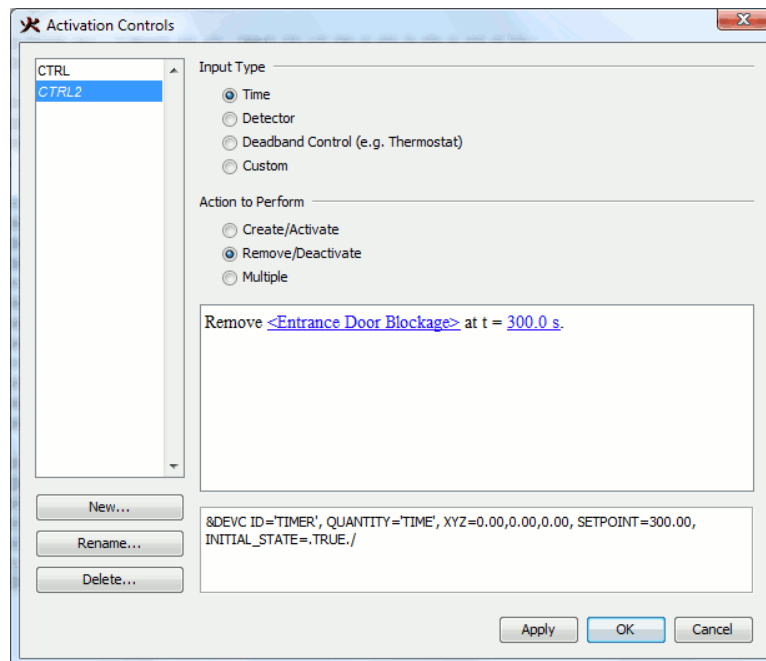 Activation Controls
CTRL
CTRL2
Input Type
Time
Detector
Deadband Control (e.g. Thermostat)
Custom
Action to Perform
Create/Activate
Remove/Deactivate
Multiple
Remove <Entrance Door Blockage> at t = 300.0 s.
New...
Rename...
Delete...
&DEVC ID='TIMER', QUANTITY='TIME', XYZ=0.00,0.00,0.00, SETPOINT=300.00,
INITIAL_STATE=.TRUE./
Apply
OK
Cancel